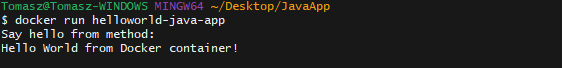 Tomasz@Tomasz-WINDOWS MINGW64 ~/Desktop/JavaApp
$ docker run helloworld-java-app
Say hello from method:
Hello World from Docker container!